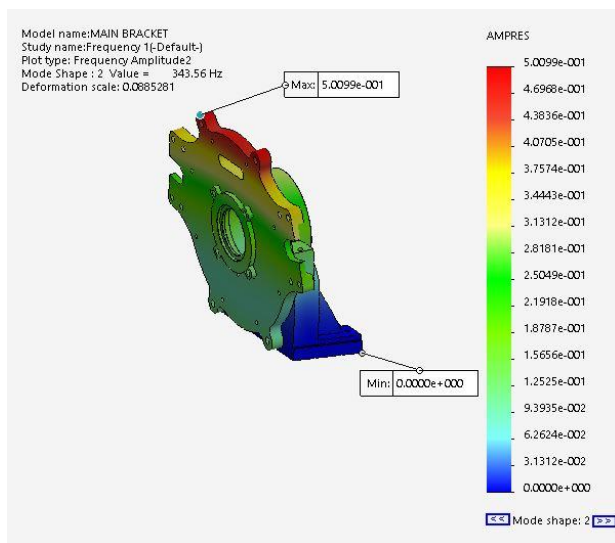 Model name:MAIN BRACKET
Study name:Frequency 1(-Default-)
Plot type: Frequency Amplitude2
Mode Shape : 2 Value = 343.56 Hz
Deformation scale: 0.0885281
AMPRES
Max: 5.0099e-001
5.0099e-001
4.6968e-001
4.3836e-001
4.0705e-001
3.7574e-001
3.4443e-001
3.1312e-001
2.8181e-001
2.5049e-001
2.1918e-001
1.8787e-001
1.5656e-001
1.2525e-001
9.3935e-002
6.2624e-002
3.1312e-002
0.0000e+000
Min: 0.0000e+000
<< Mode shape: 2 >>